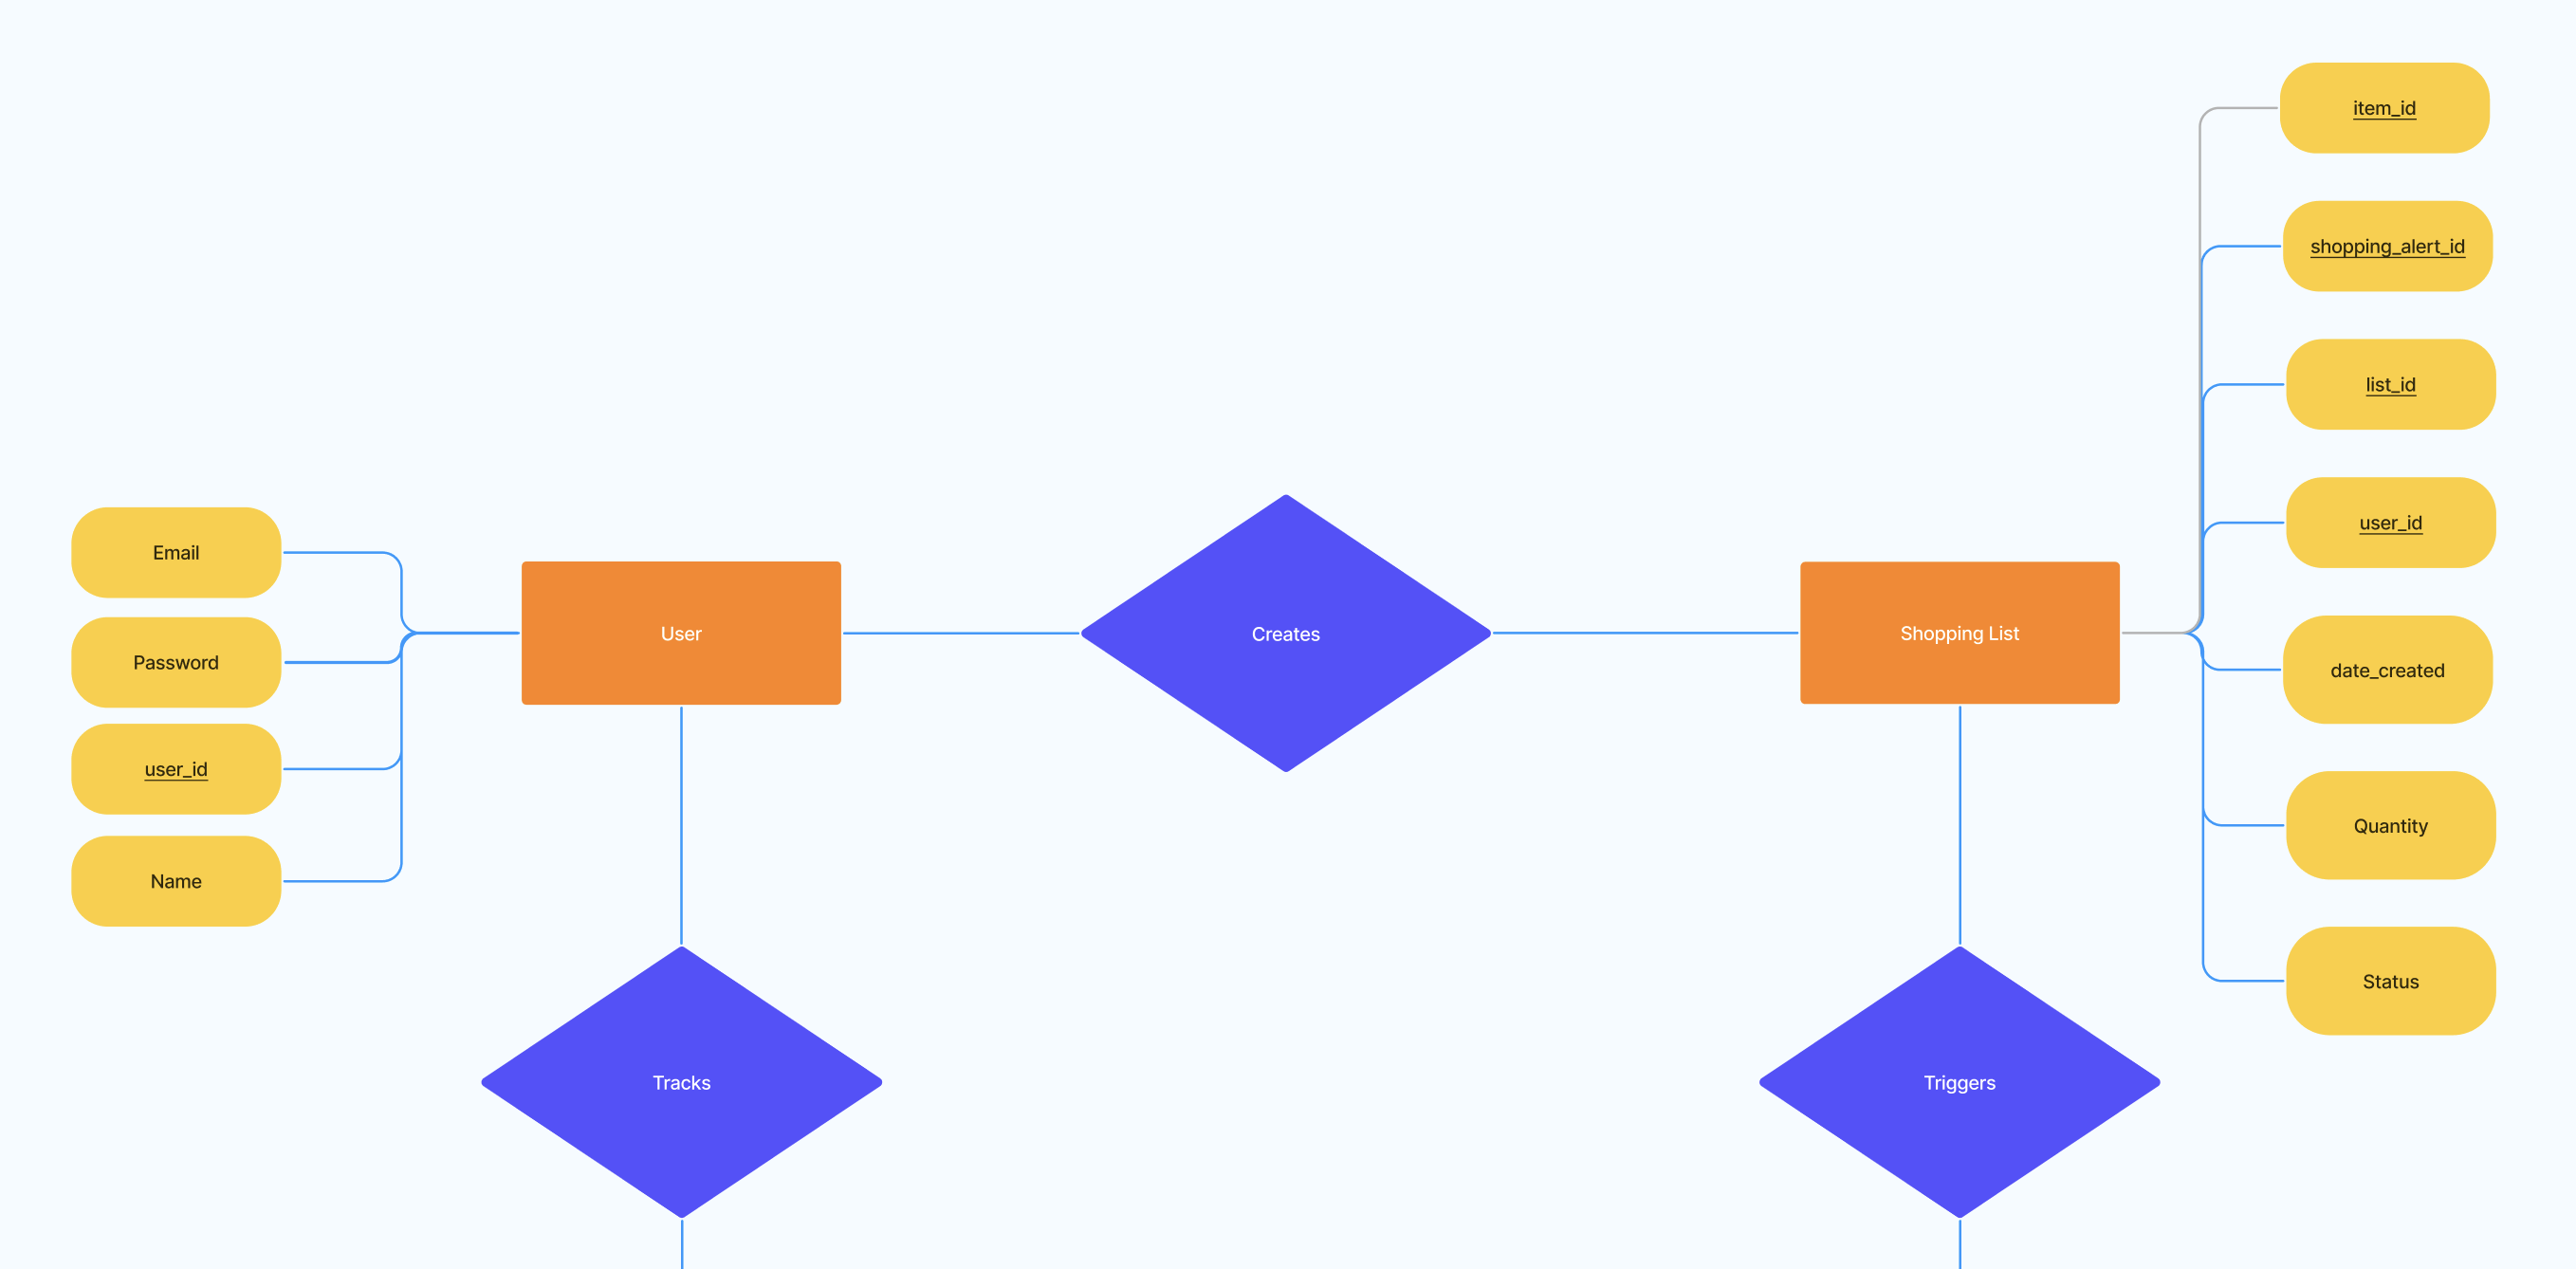 item_id
shopping_alert_id
list_id
user_id
Email
User
Creates
Shopping List
Password
date_created
user_id
Quantity
Name
Status
Tracks
Triggers